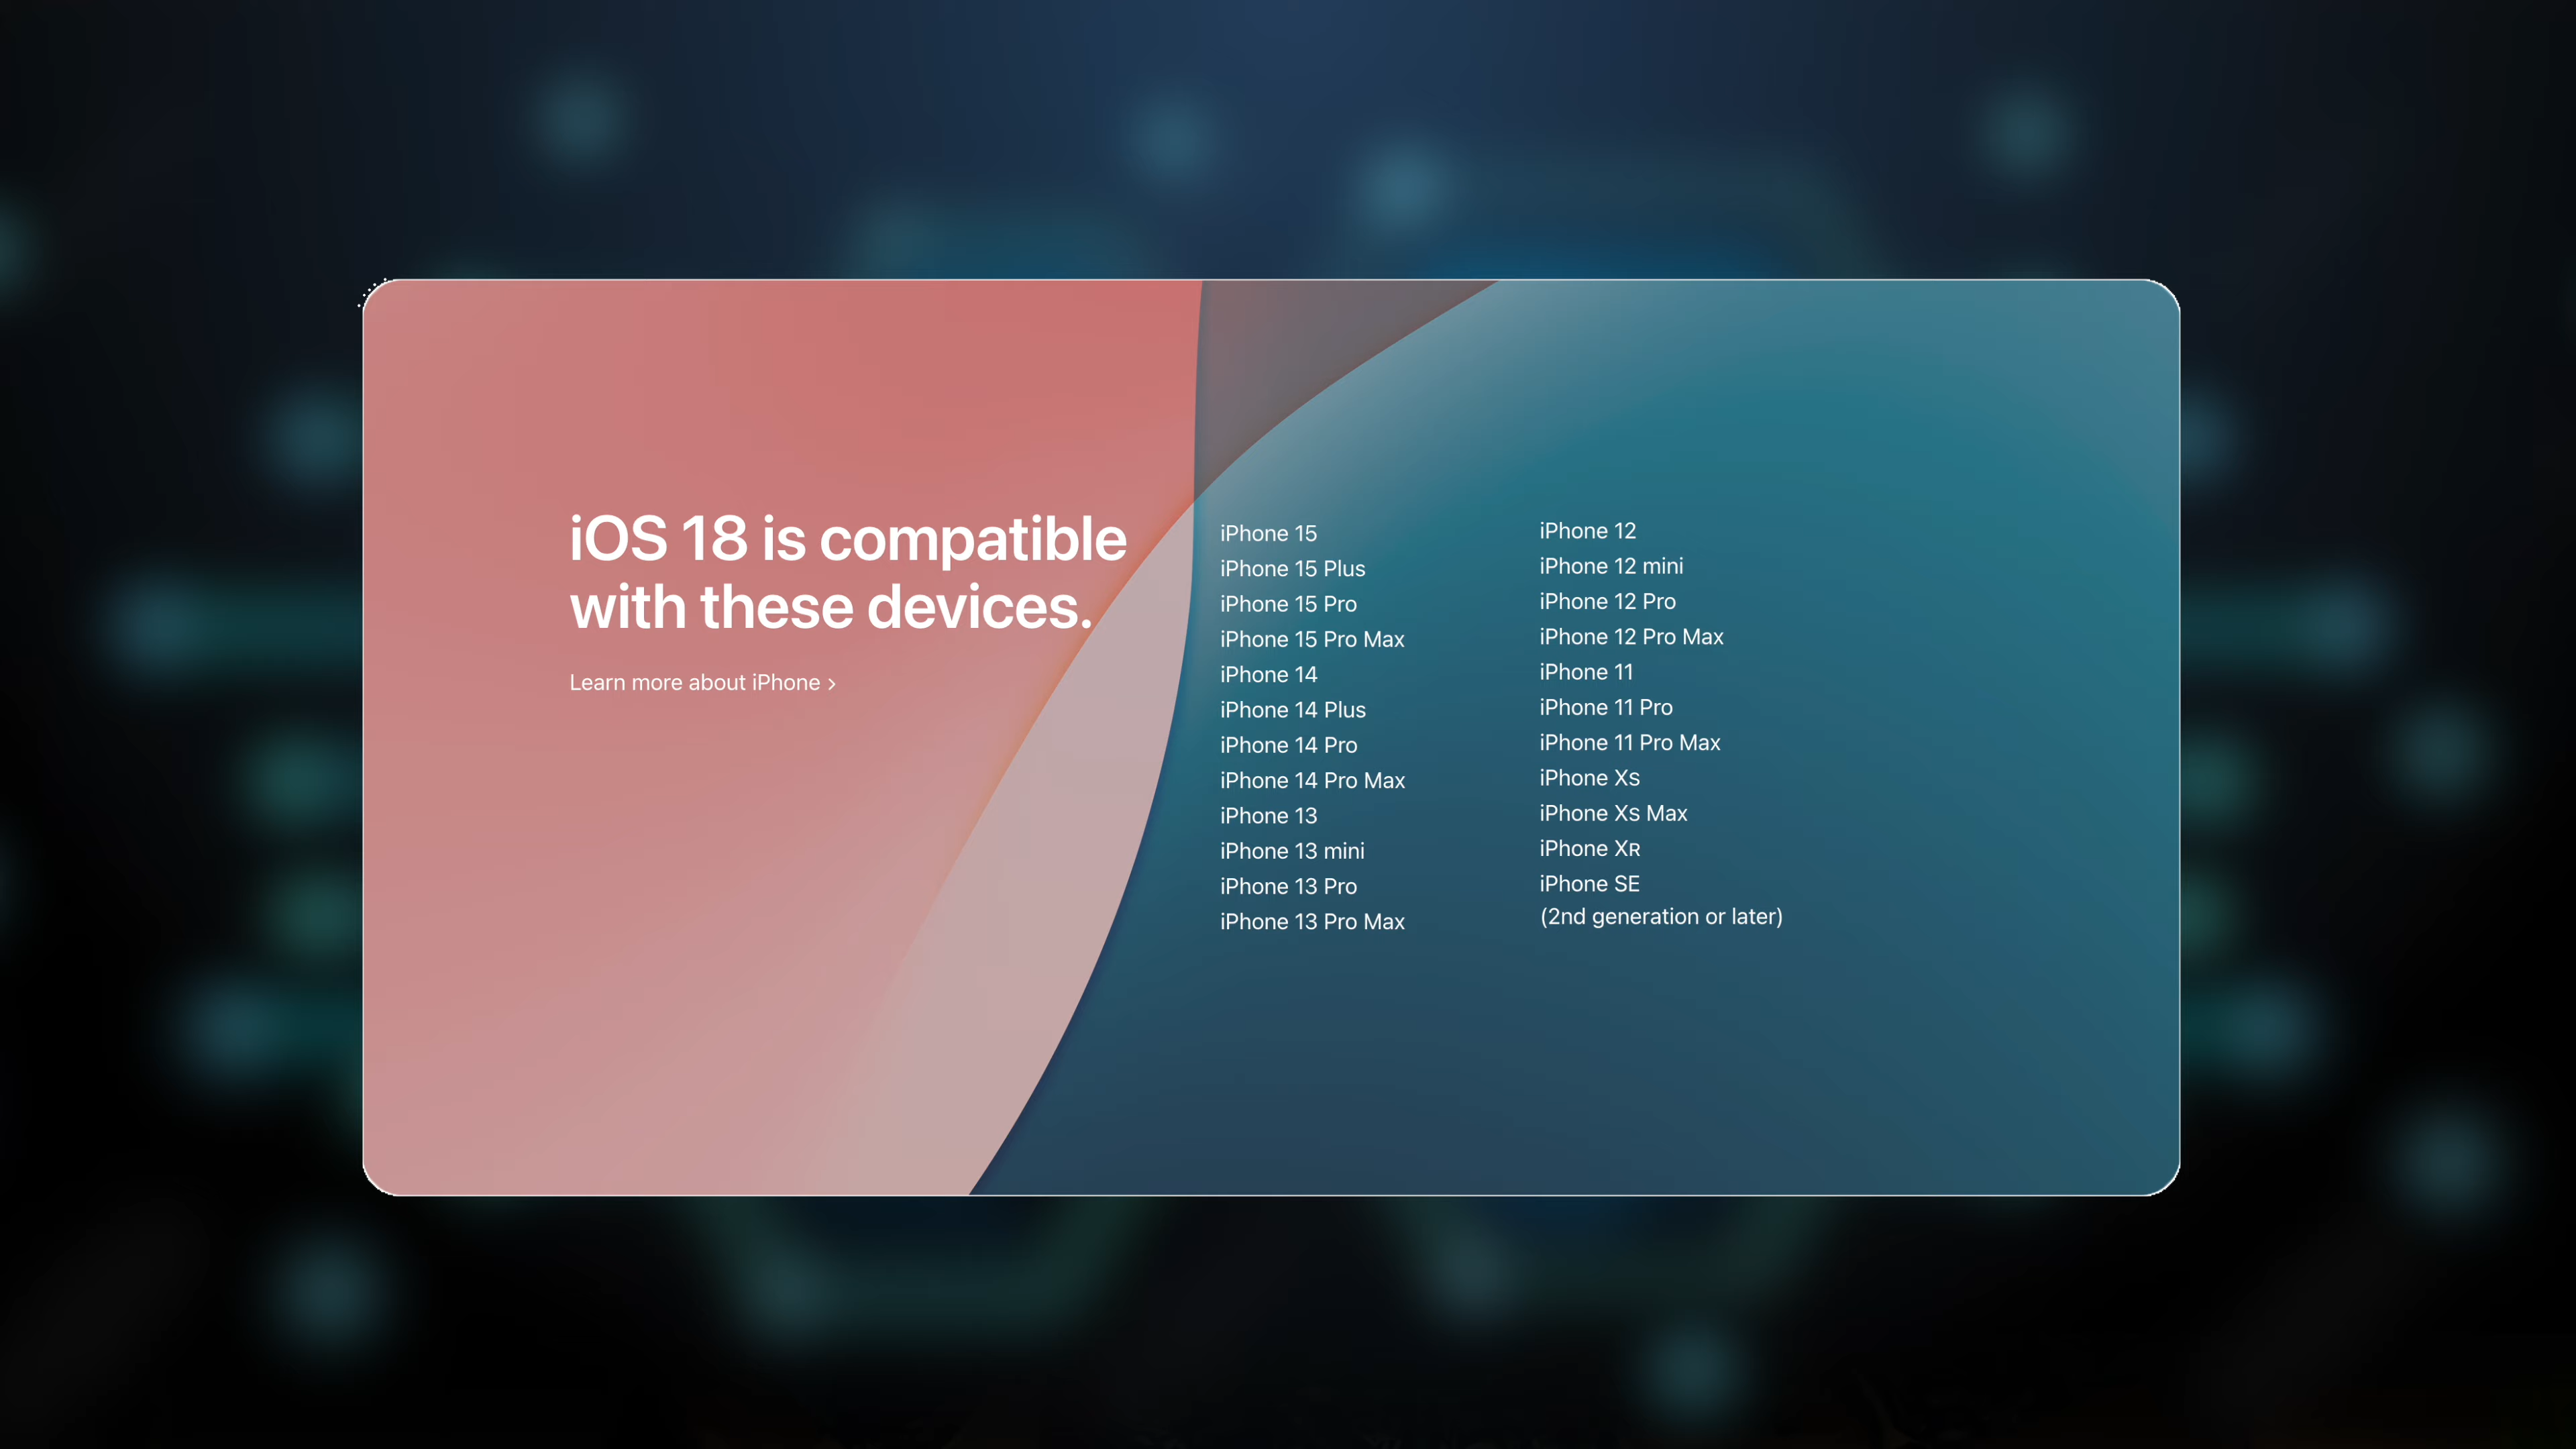 iOS 18 is compatible
with these devices.
Learn more about iPhone >
iPhone 15
iPhone 15 Plus
iPhone 15 Pro
iPhone 15 Pro Max
iPhone 14
iPhone 14 Plus
iPhone 14 Pro
iPhone 14 Pro Max
iPhone 13
iPhone 13 mini
iPhone 13 Pro
iPhone 13 Pro Max
iPhone 12
iPhone 12 mini
iPhone 12 Pro
iPhone 12 Pro Max
iPhone 11
iPhone 11 Pro
iPhone 11 Pro Max
iPhone Xs
iPhone Xs Max
iPhone XR
iPhone SE
(2nd generation or later)